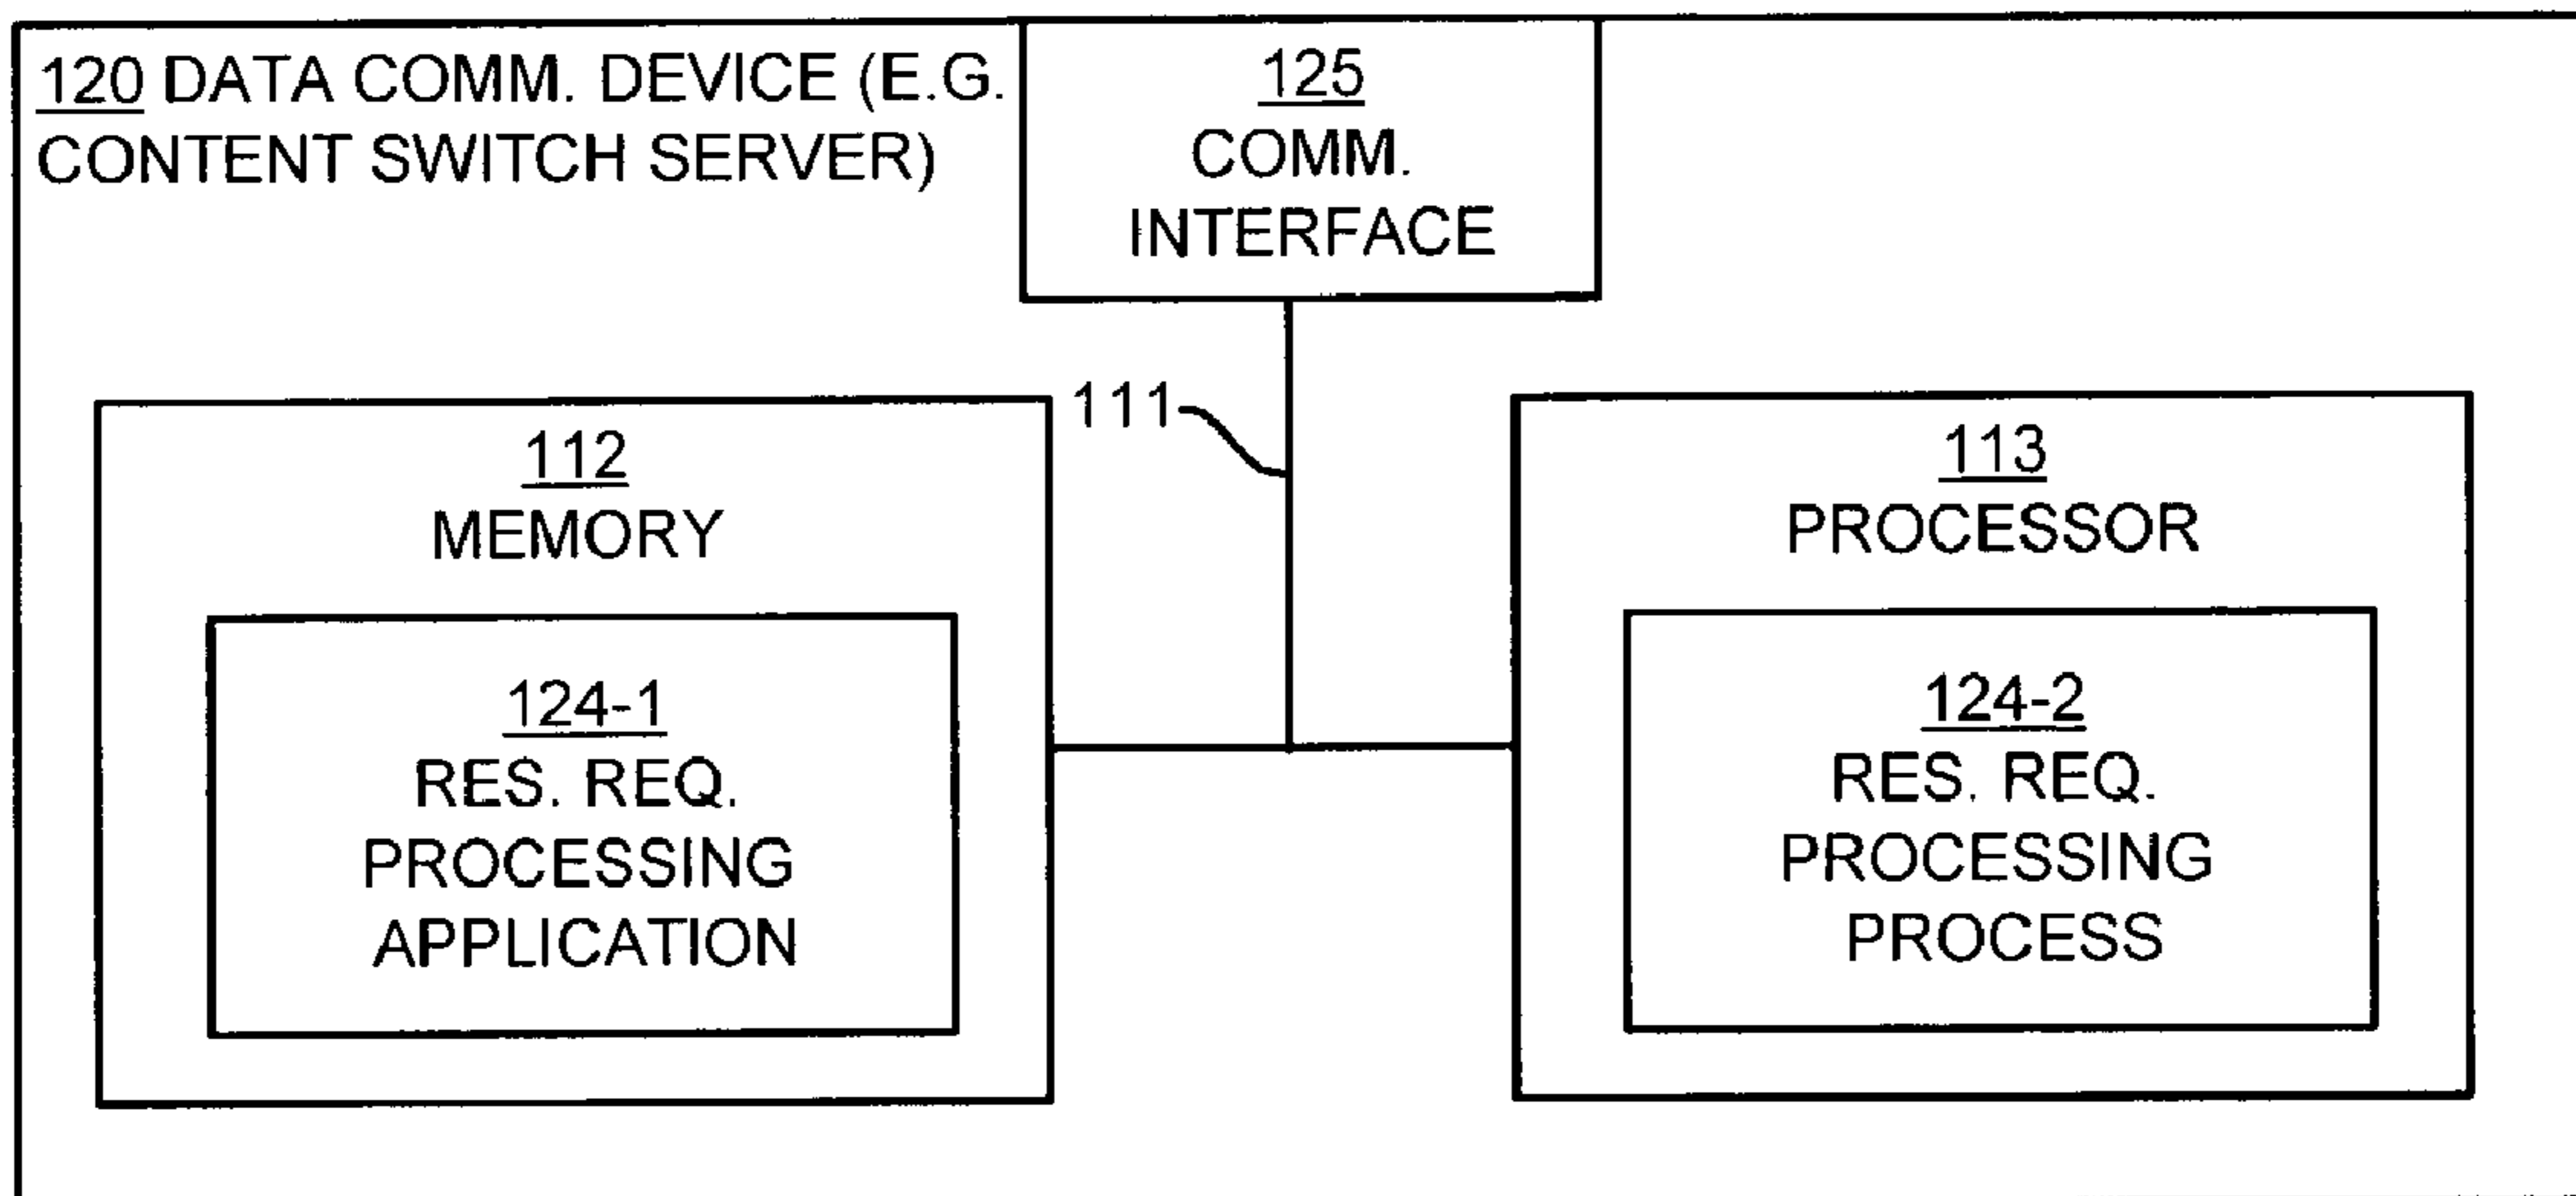 120 DATA COMM. DEVICE (E.G.
CONTENT SWITCH SERVER)
125
COMM.
INTERFACE
111
112
MEMORY
124-1
RES. REQ.
PROCESSING
APPLICATION
113
PROCESSOR
124-2
RES. REQ.
PROCESSING
PROCESS